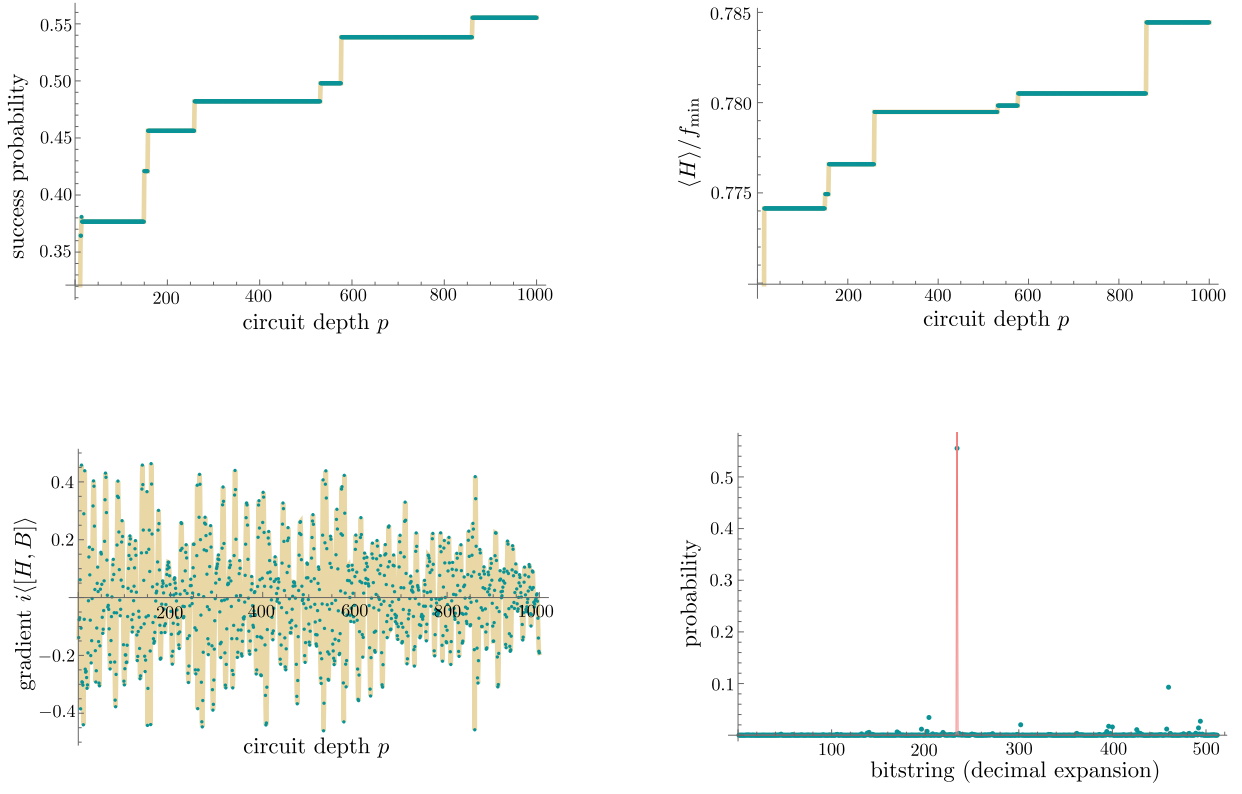 success probability
0.55
0.50
0.45
0.40
0.35
200 400 600 800 1000
circuit depth p
⟨H⟩/f_min
0.785
0.780
0.775
200 400 600 800 1000
circuit depth p
gradient i⟨[H, B]⟩
0.4
0.2
−0.2
−0.4
200 400 600 800 1000
circuit depth p
probability
0.5
0.4
0.3
0.2
0.1
100 200 300 400 500
bitstring (decimal expansion)